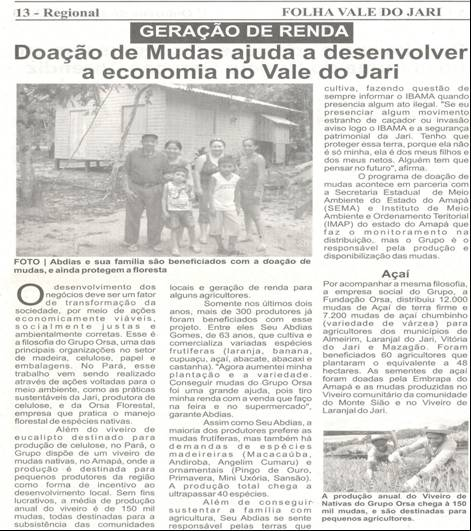 13 - Regional
FOLHA VALE DO JARI
GERAÇÃO DE RENDA
Doação de Mudas ajuda a desenvolver
a economia no Vale do Jari
FOTO | Abdias e sua família são beneficiados com a doação de
mudas, e ainda protegem a floresta
O desenvolvimento dos
negócios deve ser um fator
de transformação da
sociedade, por meio de ações
economicamente viáveis,
socialmente justas e
ambientalmente corretas. Esse é
a filosofia do Grupo Orsa, uma das
principais organizações no setor
de madeira, celulose, papel e
embalagens. No Pará, esse
trabalho vem sendo realizado
através de ações voltadas para o
meio ambiente, como as práticas
sustentáveis da Jari, produtora de
celulose, e da Orsa Florestal,
empresa que pratica o manejo
florestal de espécies nativas.
Além do viveiro de
eucalipto destinado para
produção de celulose, no Pará, o
Grupo dispõe de um viveiro de
mudas nativas, no Amapá, onde a
produção é destinada para
pequenos produtores da região
como forma de incentivo ao
desenvolvimento local. Sem fins
lucrativos, a média de produção
anual do viveiro é de 150 mil
mudas, todas destinadas para a
subsistência das comunidades
locais e geração de renda para
alguns agricultores.
Somente nos últimos dois
anos, mais de 300 produtores já
foram beneficiados com esse
projeto. Entre eles Seu Abdias
Gomes, de 63 anos, que cultiva e
comercializa variadas espécies
frutíferas (laranja, banana,
cupuaçu, açaí, abacate, abacaxi e
castanha). "Agora aumentei minha
plantação e a variedade.
Conseguir mudas do Grupo Orsa
foi uma grande ajuda, pois tiro
minha renda com a venda que faço
na feira e no supermercado",
garante Abdias.
Assim como Seu Abdias, a
maioria dos produtores prefere as
mudas frutíferas, mas também há
demandas de espécies
madeireiras (Macacaúba,
Andiroba, Angelim Cumaru) e
ornamentais (Pingo de Ouro,
Primavera, Mini Uxória, Sansão).
A produção total chega a
ultrapassar 40 espécies.
Além de conseguir
sustentar a família com
agricultura, Seu Abdias se sente
responsável pelas terras que
cultiva, fazendo questão de
sempre informar o IBAMA quando
presencia algum ato ilegal. "Se eu
presenciar algum movimento
estranho de caçador ou invasão
aviso logo o IBAMA e a segurança
patrimonial da Jari. Tenho que
proteger essa terra, porque ela não
é só minha, ela é dos meus filhos e
dos meus netos. Alguém tem que
pensar no futuro", afirma.
O programa de doação de
mudas acontece em parceria com
a Secretaria Estadual de Meio
Ambiente do Estado do Amapá
(SEMA) e Instituto de Meio
Ambiente e Ordenamento Teritorial
(IMAP) do estado do Amapá que
faz o monitoramento na
distribuição, mas o Grupo é o
responsável pela produção e
disponibilização das mudas.
Açaí
Por acompanhar a mesma filosofia,
a empresa social do Grupo, a
Fundação Orsa, distribuiu 12.000
mudas de Açaí de terra firme e
7.200 mudas de açaí chumbinho
(variedade de várzea) para
agricultores dos municípios de
Almeirim, Laranjal do Jari, Vitória
do Jari e Mazagão. Foram
beneficiados 60 agricultores que
plantaram o equivalente a 48
hectares. As sementes de açaí
foram doadas pela Embrapa do
Amapá e as mudas produzidas no
Viveiro comunitário da comunidade
do Monte Sião e no Viveiro de
Laranjal do Jari.
A produção anual do Viveiro de
Nativas do Grupo Orsa chega à 150
mil mudas, e são destinadas para
pequenos agricultores.